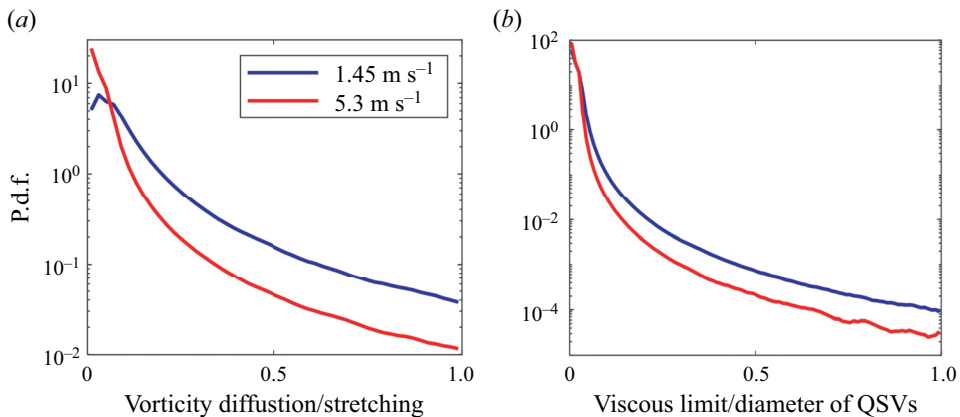 (a)
(b)
P.d.f.
10¹
10⁰
10⁻¹
10⁻²
0
0.5
1.0
Vorticity diffustion/stretching
1.45 m s⁻¹
5.3 m s⁻¹
10²
10⁰
10⁻²
10⁻⁴
0
0.5
1.0
Viscous limit/diameter of QSVs